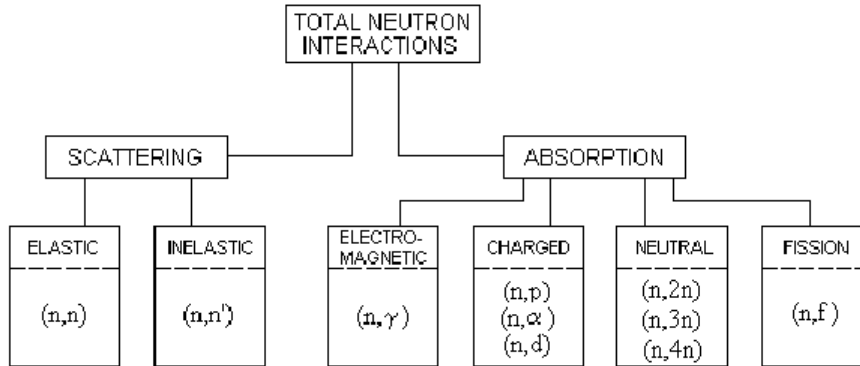 TOTAL NEUTRON
INTERACTIONS
SCATTERING
ABSORPTION
ELASTIC
(n,n)
INELASTIC
(n,n')
ELECTRO-
MAGNETIC
(n,γ)
CHARGED
(n,p)
(n,α)
(n,d)
NEUTRAL
(n,2n)
(n,3n)
(n,4n)
FISSION
(n,f)